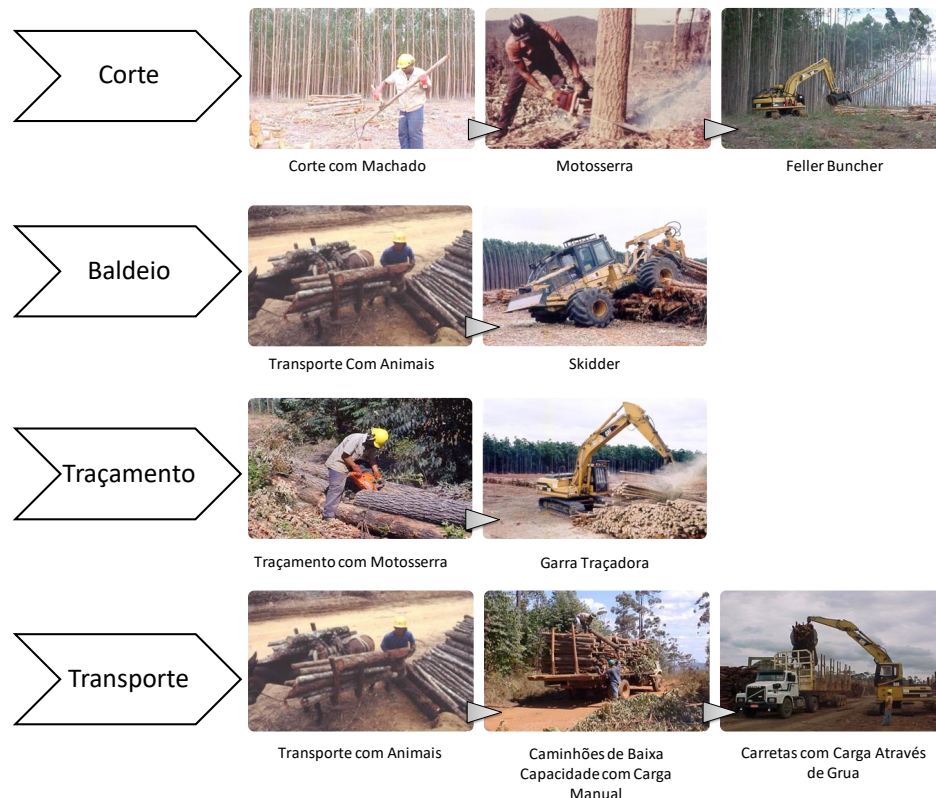 Corte
Corte com Machado
Motosserra
Feller Buncher
Baldeio
Transporte Com Animais
Skidder
Traçamento
Traçamento com Motosserra
Garra Traçadora
Transporte
Transporte com Animais
Caminhões de Baixa
Capacidade com Carga
Manual
Carretas com Carga Através
de Grua